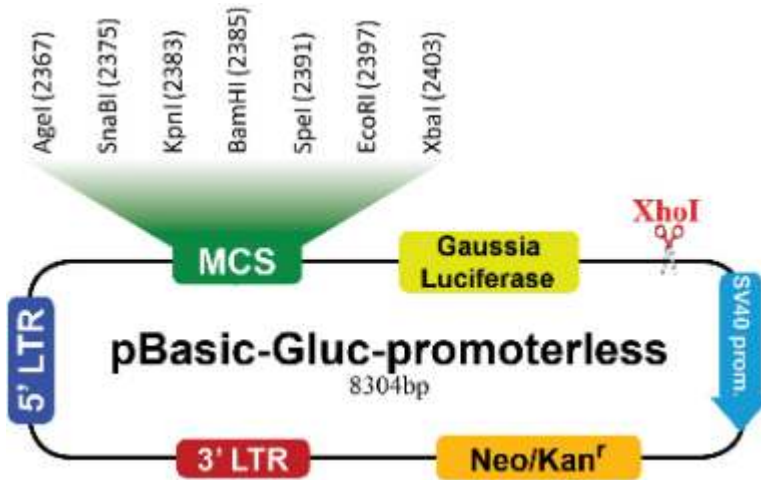 AgeI (2367)
SnaBI (2375)
KpnI (2383)
BamHI (2385)
SpeI (2391)
EcoRI (2397)
XbaI (2403)
XhoI
MCS
Gaussia
Luciferase
5' LTR
SV40 prom.
pBasic-Gluc-promoterless
8304bp
3' LTR
Neo/Kanʳ